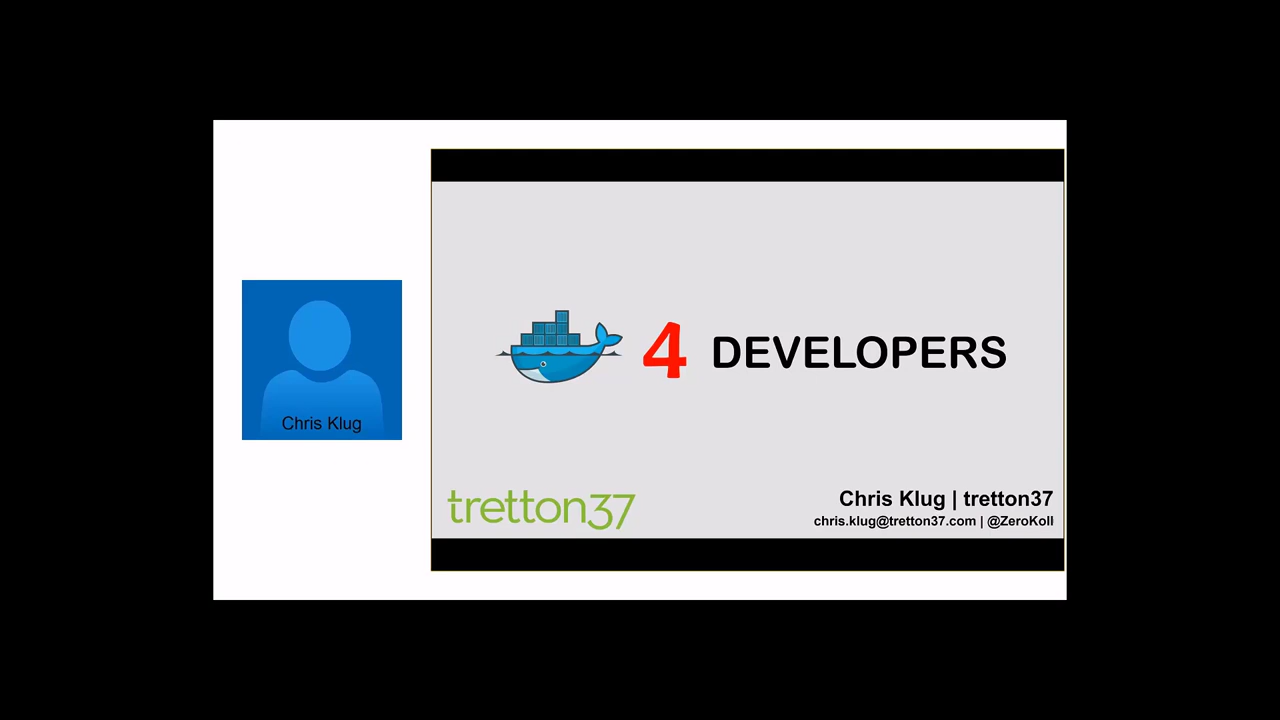 Chris Klug
4 DEVELOPERS
tretton37
Chris Klug | tretton37
chris.klug@tretton37.com | @ZeroKoll